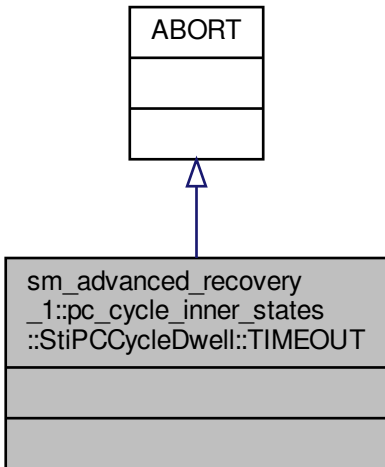 ABORT
sm_advanced_recovery
_1::pc_cycle_inner_states
::StiPCCycleDwell::TIMEOUT